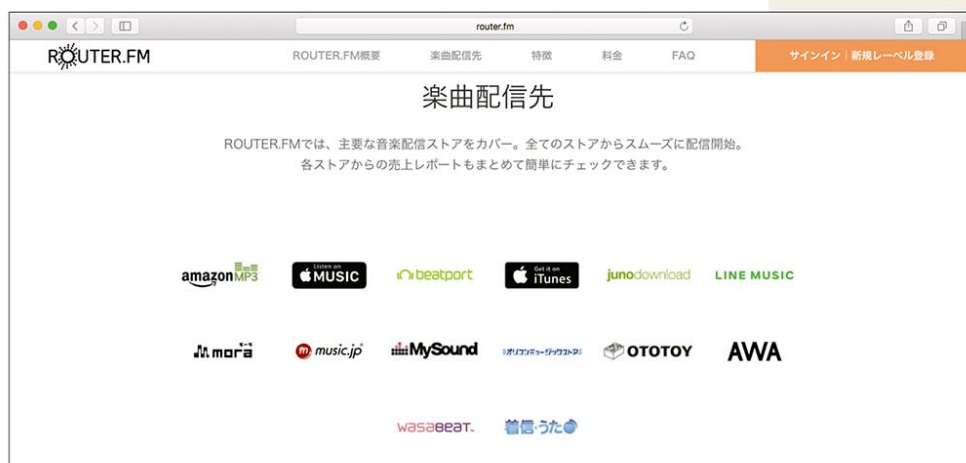 router.fm
ROUTER.FM
ROUTER.FM概要
楽曲配信先
特徴
料金
FAQ
サインイン｜新規レーベル登録
楽曲配信先
ROUTER.FMでは、主要な音楽配信ストアをカバー。全てのストアからスムーズに配信開始。
各ストアからの売上レポートもまとめて簡単にチェックできます。
amazon MP3
Listen on
MUSIC
beatport
Get it on
iTunes
junodownload
LINE MUSIC
mora
music.jp
MySound
オリコンミュージックストア
OTOTOY
AWA
wasabeat
着信★うた